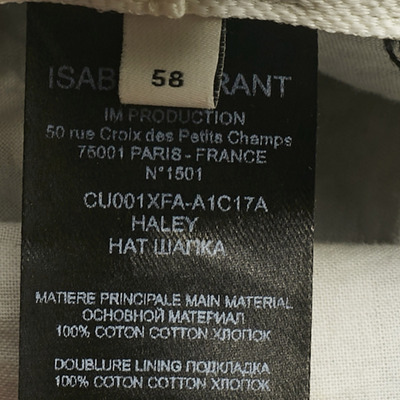 58
ISAB RANT
IM PRODUCTION
50 rue Croix des Petits Champs
75001 PARIS - FRANCE
N°1501
CU001XFA-A1C17A
HALEY
HAT ШАПКА
MATIERE PRINCIPALE MAIN MATERIAL
ОСНОВНОЙ МАТЕРИАЛ
100% COTON COTTON ХЛОПОК
DOUBLURE LINING ПОДКЛАДКА
100% COTON COTTON ХЛОПОК